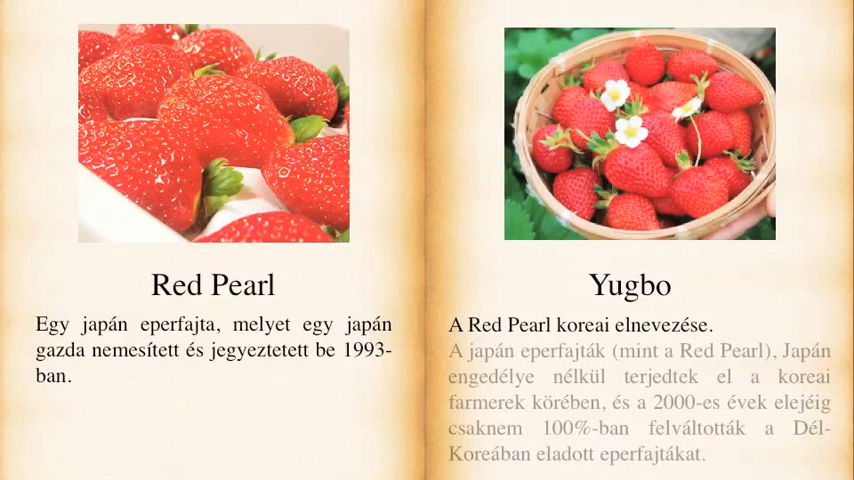 Red Pearl
Egy japán eperfajta, melyet egy japán
gazda nemesített és jegyeztetett be 1993-
ban.
Yugbo
A Red Pearl koreai elnevezése.
A japán eperfajták (mint a Red Pearl), Japán
engedélye nélkül terjedtek el a koreai
farmerek körében, és a 2000-es évek elejéig
csaknem 100%-ban felváltották a Dél-
Koreában eladott eperfajtákat.